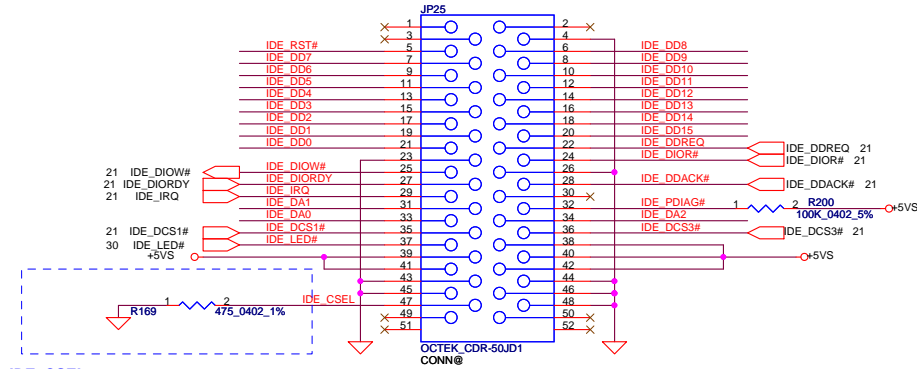 JP25
1 2
3 4
IDE_RST# 5 6 IDE_DD8
IDE_DD7 7 8 IDE_DD9
IDE_DD6 9 10 IDE_DD10
IDE_DD5 11 12 IDE_DD11
IDE_DD4 13 14 IDE_DD12
IDE_DD3 15 16 IDE_DD13
IDE_DD2 17 18 IDE_DD14
IDE_DD1 19 20 IDE_DD15
IDE_DD0 21 22 IDE_DDREQ IDE_DDREQ 21
23 24 IDE_DIOR# IDE_DIOR# 21
21 IDE_DIOW# IDE_DIOW# 25 26
21 IDE_DIORDY IDE_DIORDY 27 28 IDE_DDACK# IDE_DDACK# 21
21 IDE_IRQ IDE_IRQ 29 30
IDE_DA1 31 32 IDE_PDIAG# 1 2 R200 +5VS
100K_0402_5%
IDE_DA0 33 34 IDE_DA2
21 IDE_DCS1# IDE_DCS1# 35 36 IDE_DCS3# IDE_DCS3# 21
30 IDE_LED# IDE_LED# 37 38
+5VS 39 40 +5VS
41 42
43 44
45 46
1 2 IDE_CSEL 47 48
R169 475_0402_1%
49 50
51 52
OCTEK_CDR-50JD1
CONN@